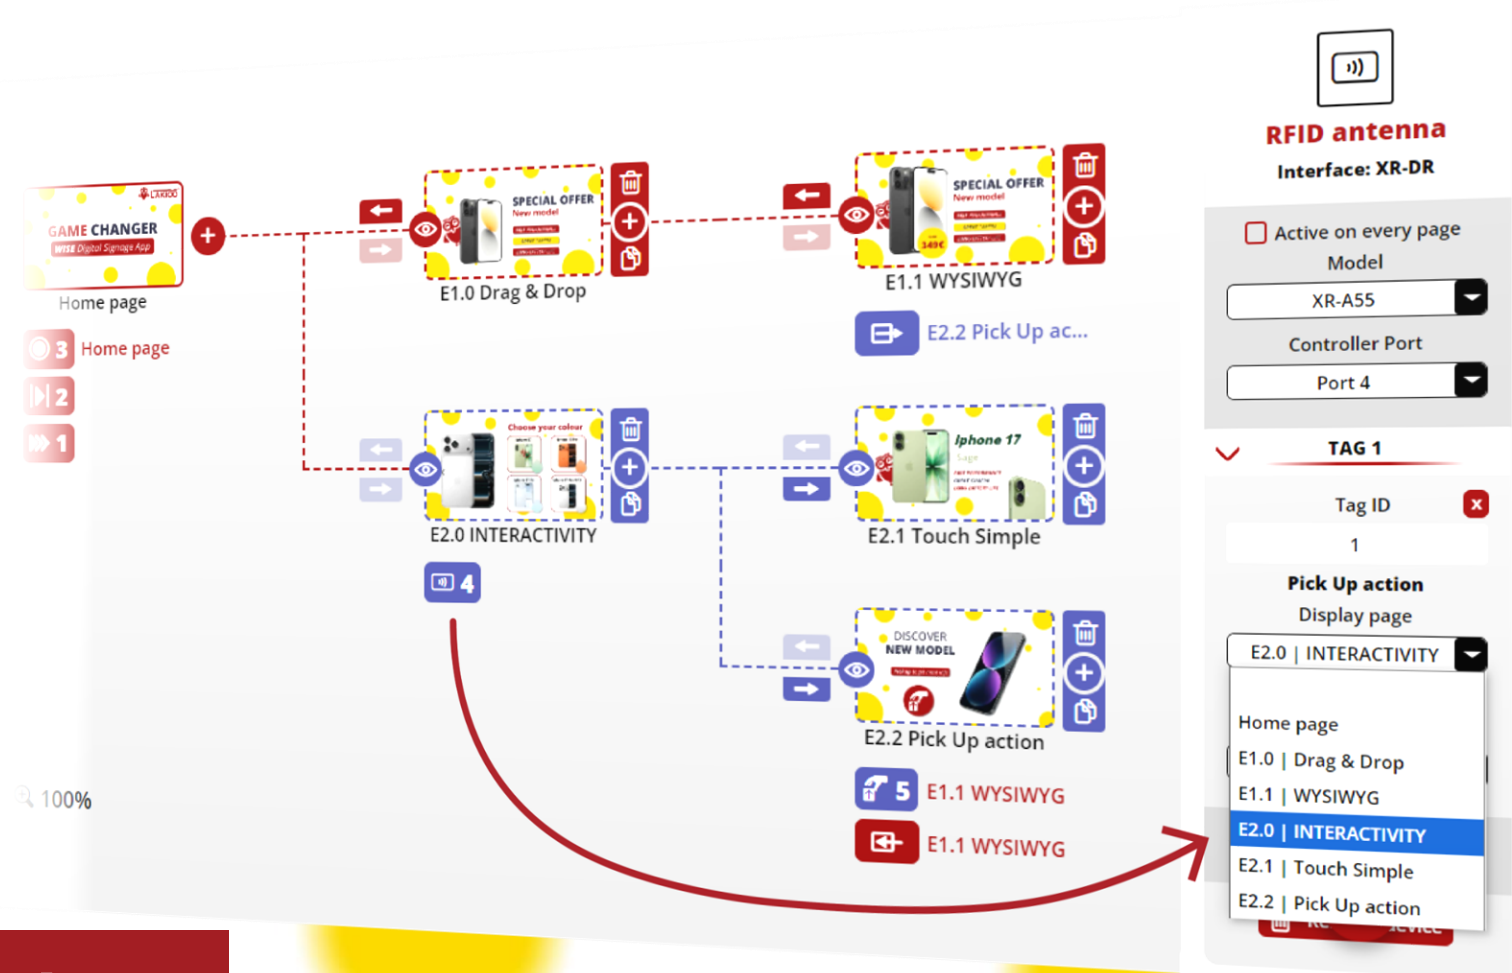 LAKIOO
GAME CHANGER
WISE Digital Signage App
Home page
3 Home page
2
1
SPECIAL OFFER
New model
E1.0 Drag & Drop
SPECIAL OFFER
New model
349€
E1.1 WYSIWYG
E2.2 Pick Up ac...
Choose your colour
E2.0 INTERACTIVITY
4
Iphone 17
Sage
E2.1 Touch Simple
DISCOVER
NEW MODEL
E2.2 Pick Up action
5 E1.1 WYSIWYG
E1.1 WYSIWYG
100%
RFID antenna
Interface: XR-DR
Active on every page
Model
XR-A55
Controller Port
Port 4
TAG 1
Tag ID
x
1
Pick Up action
Display page
E2.0 | INTERACTIVITY
Home page
E1.0 | Drag & Drop
E1.1 | WYSIWYG
E2.0 | INTERACTIVITY
E2.1 | Touch Simple
E2.2 | Pick Up action